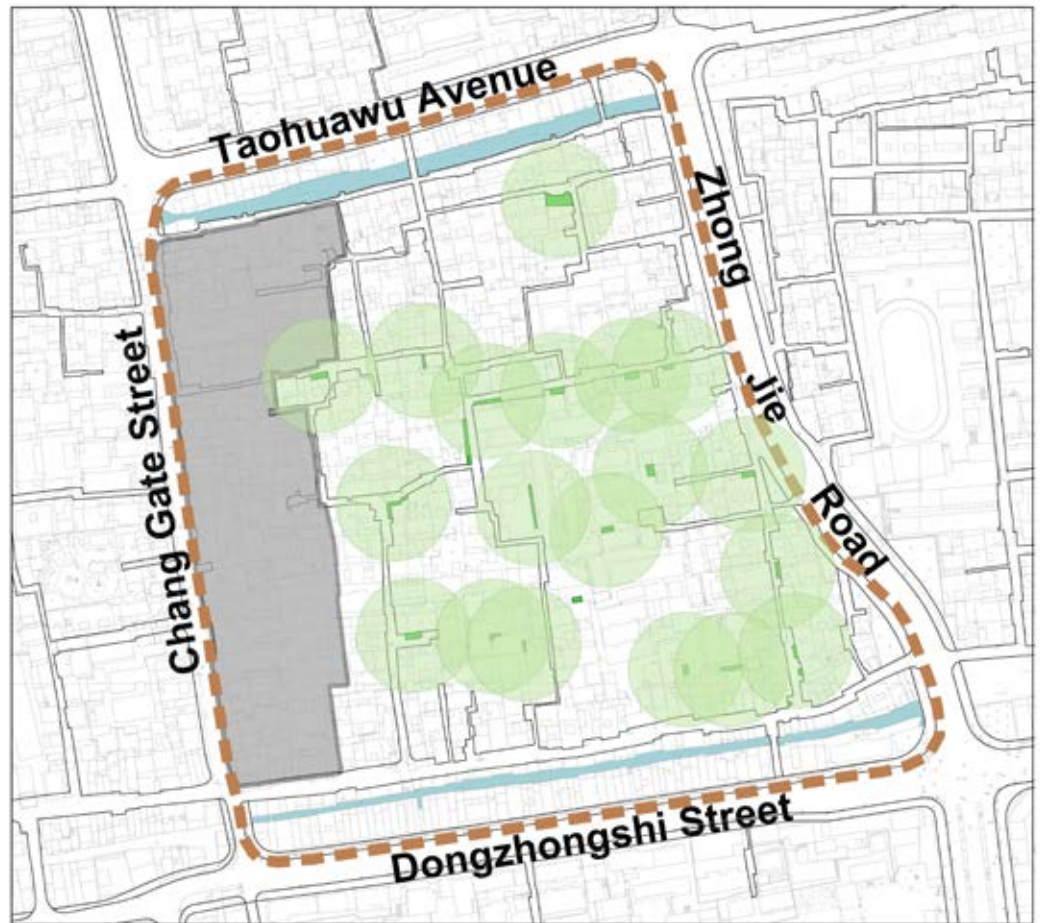 Taohuawu Avenue
Zhong Jie Road
Chang Gate Street
Dongzhongshi Street